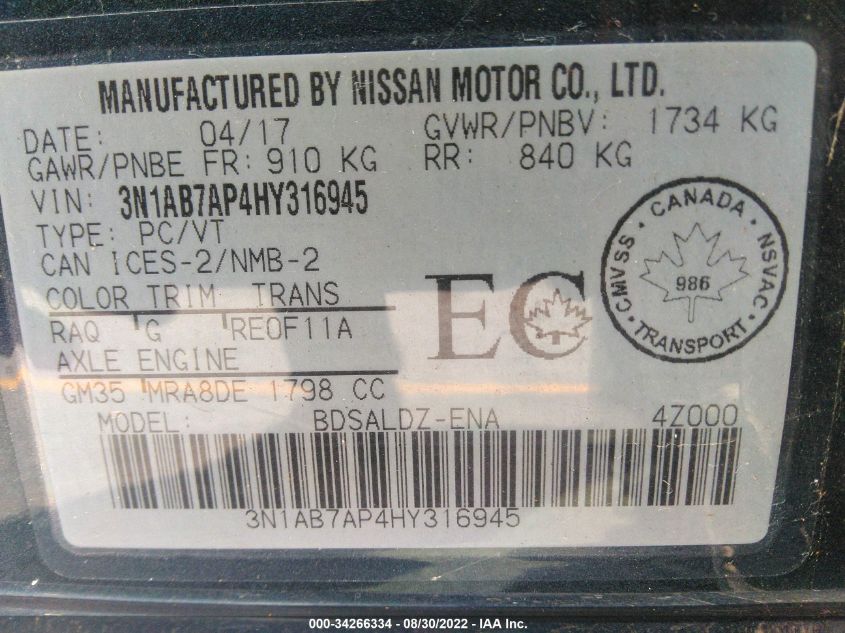 MANUFACTURED BY NISSAN MOTOR CO., LTD.
DATE: 04/17 GVWR/PNBV: 1734 KG
GAWR/PNBE FR: 910 KG RR: 840 KG
VIN: 3N1AB7AP4HY316945
TYPE: PC/VT
CAN ICES-2/NMB-2
COLOR TRIM TRANS
RAQ G RE0F11A
AXLE ENGINE
GM35 MRA8DE 1798 CC
EC
CANADA
CMVSS · NSVAC
986
TRANSPORT
MODEL: BDSALDZ-ENA 4Z000
3N1AB7AP4HY316945
000-34266334 // 08/30/2022 // IAA Inc.